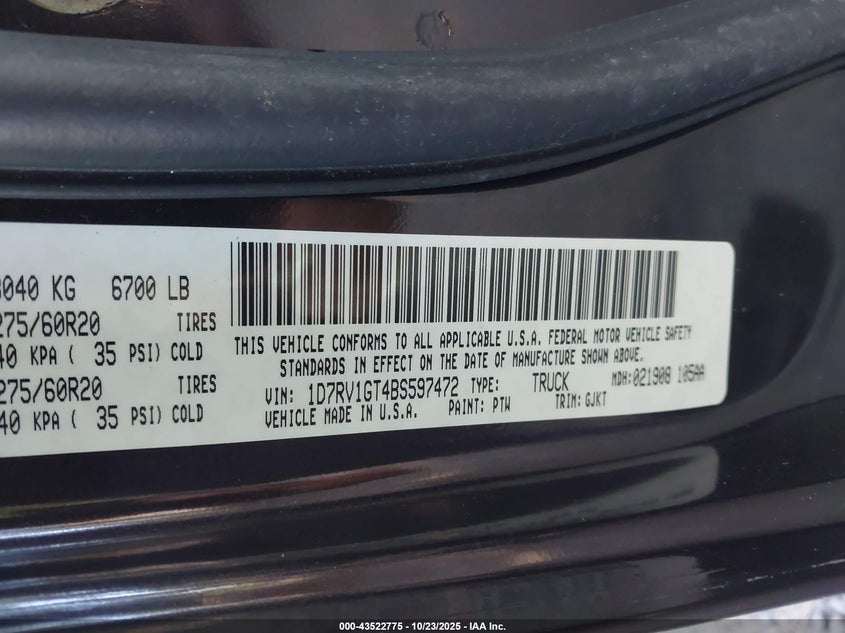 3040 KG 6700 LB
275/60R20 TIRES
40 KPA ( 35 PSI) COLD
275/60R20 TIRES
40 KPA ( 35 PSI) COLD
THIS VEHICLE CONFORMS TO ALL APPLICABLE U.S.A. FEDERAL MOTOR VEHICLE SAFETY
STANDARDS IN EFFECT ON THE DATE OF MANUFACTURE SHOWN ABOVE.
VIN: 1D7RV1GT4BS597472 TYPE: TRUCK MDH:021908 105AA
VEHICLE MADE IN U.S.A. PAINT: PTW TRIM: GJKT
000-43522775 - 10/23/2025 - IAA Inc.